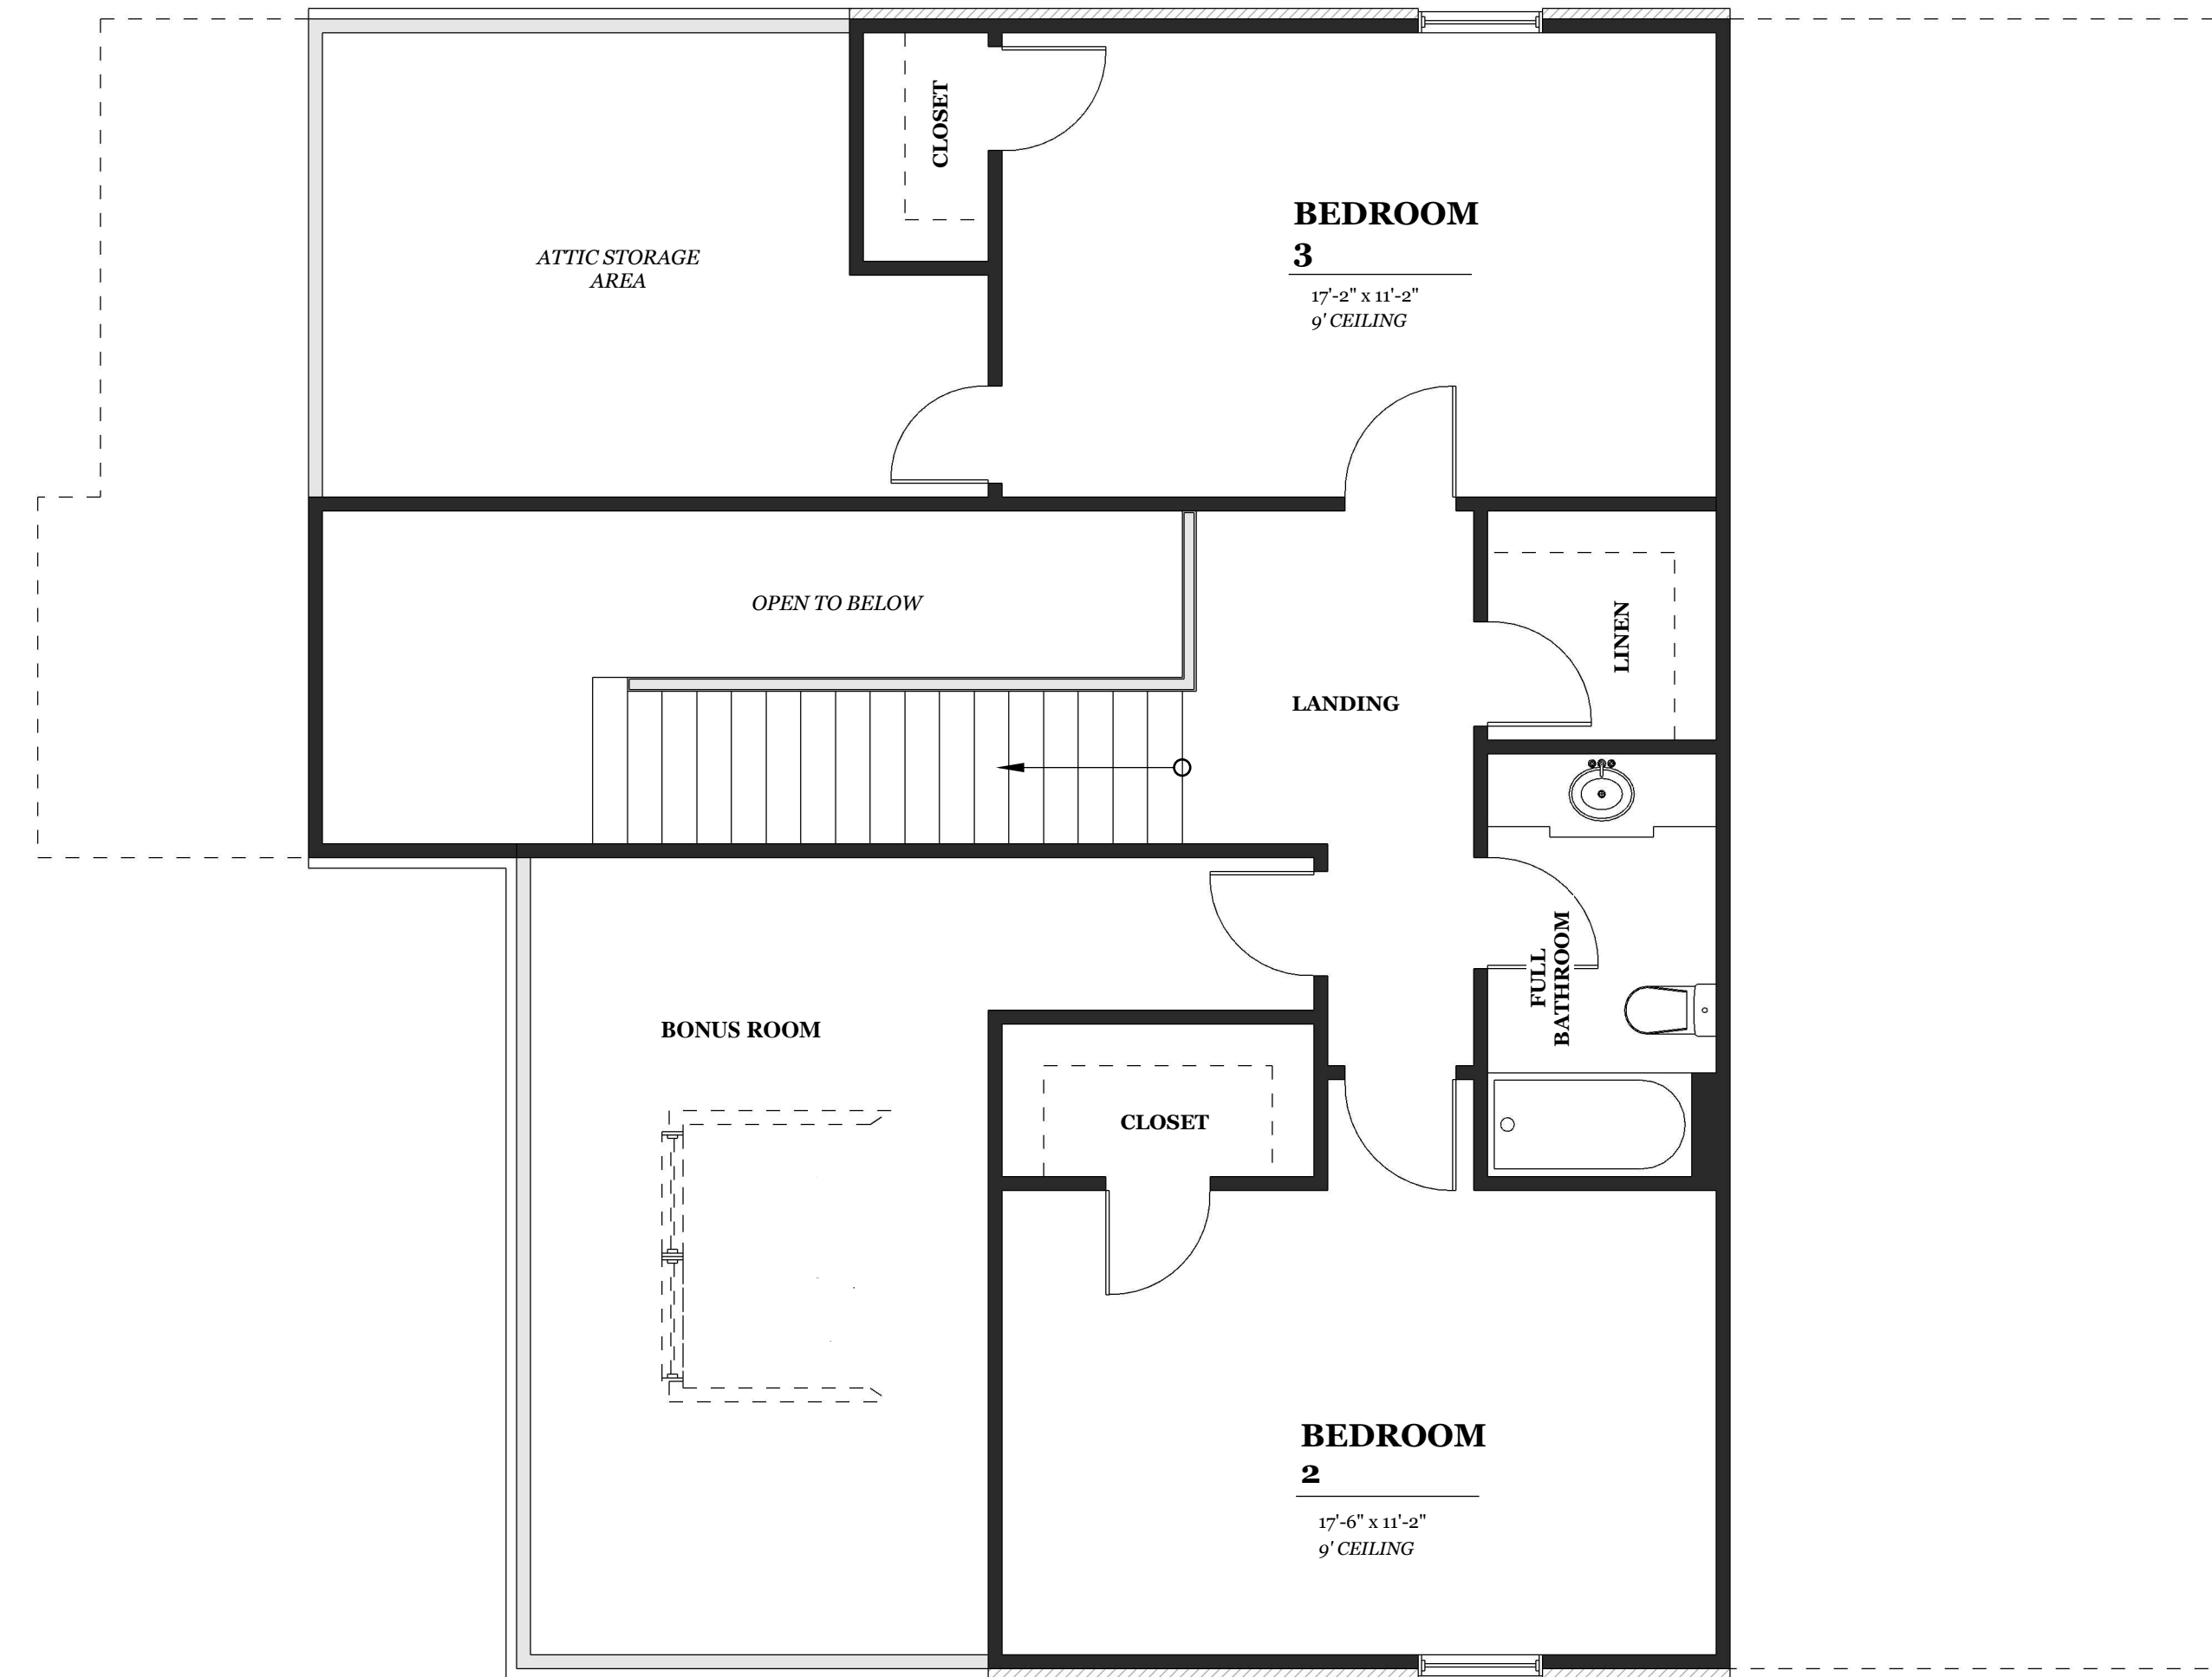 CLOSET
BEDROOM
3
17'-2" x 11'-2"
9' CEILING
ATTIC STORAGE
AREA
OPEN TO BELOW
LINEN
LANDING
FULL
BATHROOM
BONUS ROOM
CLOSET
BEDROOM
2
17'-6" x 11'-2"
9' CEILING